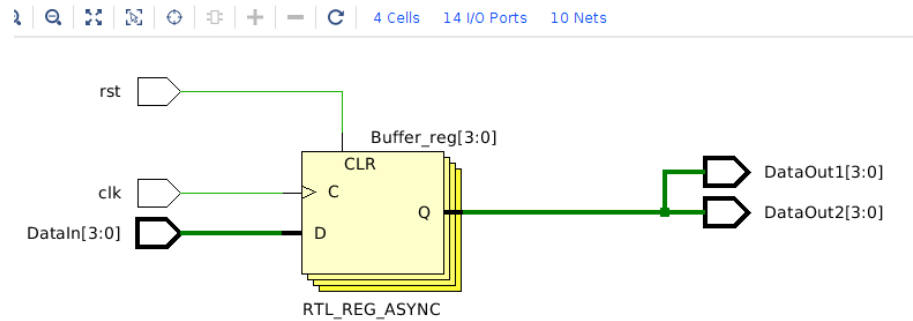 4 Cells 14 I/O Ports 10 Nets
rst
Buffer_reg[3:0]
CLR
clk
C
DataIn[3:0]
D
Q
DataOut1[3:0]
DataOut2[3:0]
RTL_REG_ASYNC